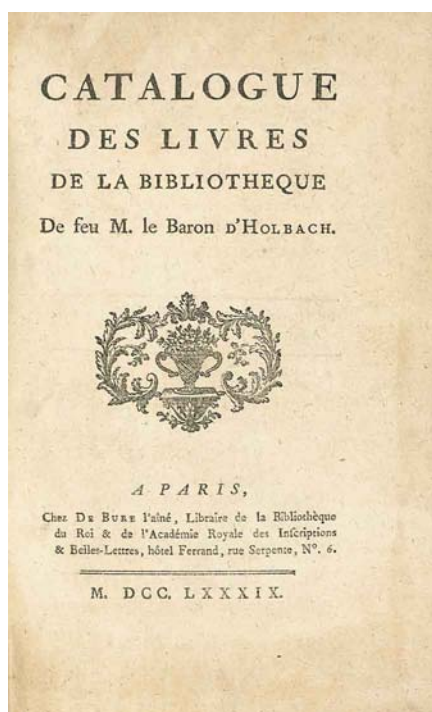 CATALOGUE
DES LIVRES
DE LA BIBLIOTHEQUE
De feu M. le Baron D'HOLBACH.
A PARIS,
Chez DE BURE l'aîné, Libraire de la Bibliothèque
du Roi & de l'Académie Royale des Inſcriptions
& Belles-Lettres, hôtel Ferrand, rue Serpente, N°. 6.
M. DCC. LXXXIX.